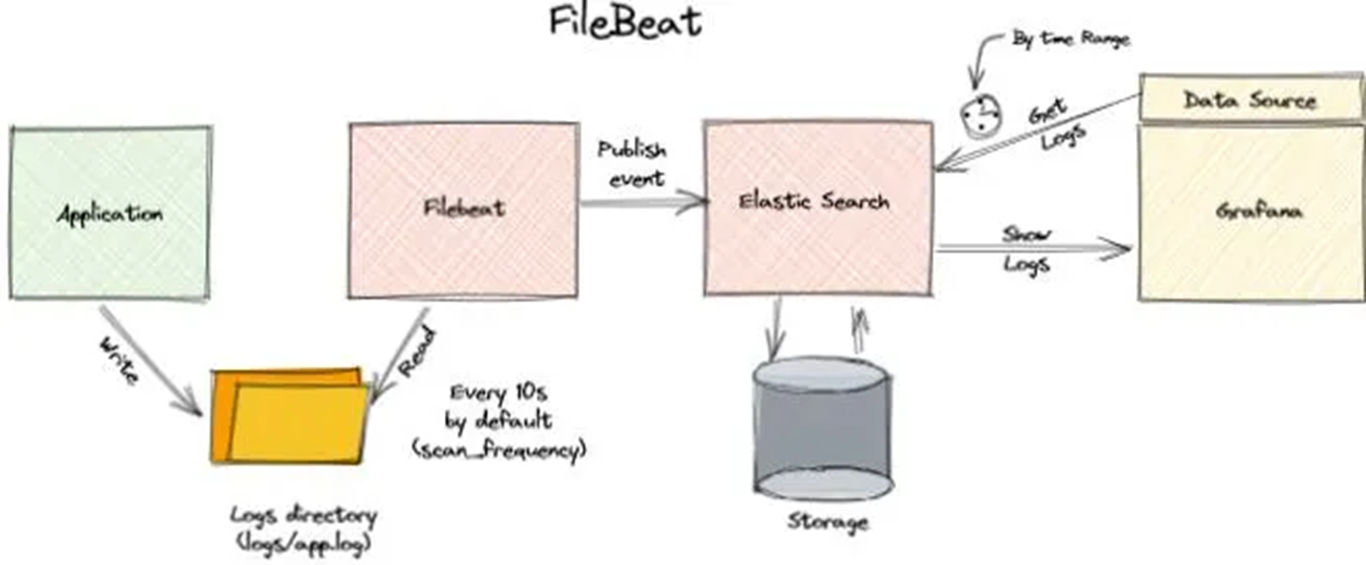 FileBeat
By time Range
Data Source
Get
Logs
Application
Filebeat
Publish
event
Elastic Search
Grafana
Show
Logs
Write
Read
Every 10s
by default
(scan_frequency)
Logs directory
(logs/app.log)
Storage